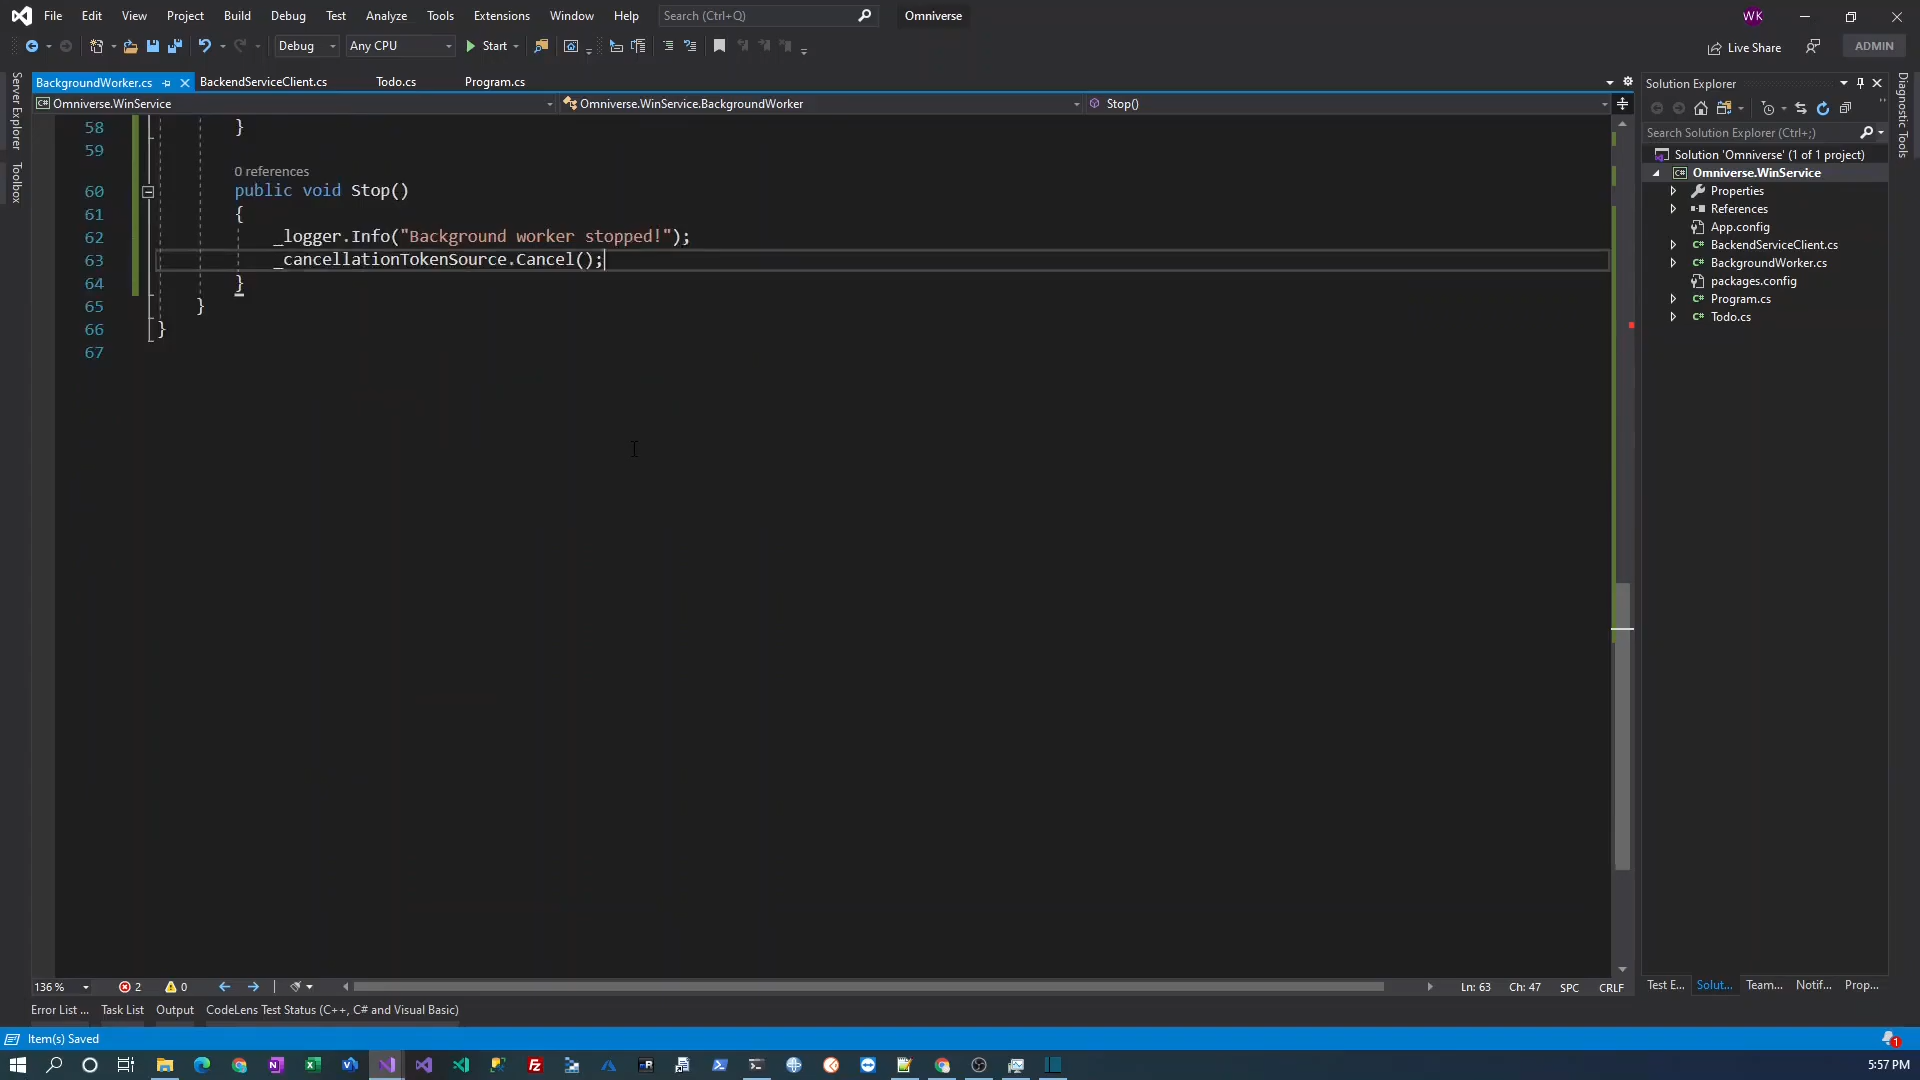 File Edit View Project Build Debug Test Analyze Tools Extensions Window Help Search (Ctrl+Q) Omniverse WK
Debug Any CPU Start Live Share ADMIN
BackgroundWorker.cs BackendServiceClient.cs Todo.cs Program.cs
Omniverse.WinService Omniverse.WinService.BackgroundWorker Stop()
Server Explorer
Toolbox
58 }
59
0 references
60 public void Stop()
61 {
62 _logger.Info("Background worker stopped!");
63 _cancellationTokenSource.Cancel();
64 }
65 }
66 }
67
Solution Explorer
Search Solution Explorer (Ctrl+;)
Solution 'Omniverse' (1 of 1 project)
C# Omniverse.WinService
Properties
References
App.config
C# BackendServiceClient.cs
C# BackgroundWorker.cs
packages.config
C# Program.cs
C# Todo.cs
Diagnostic Tools
136 % 2 0 Ln: 63 Ch: 47 SPC CRLF
Test E... Solut... Team... Notif... Prop...
Error List ... Task List Output CodeLens Test Status (C++, C# and Visual Basic)
Item(s) Saved 1
5:57 PM